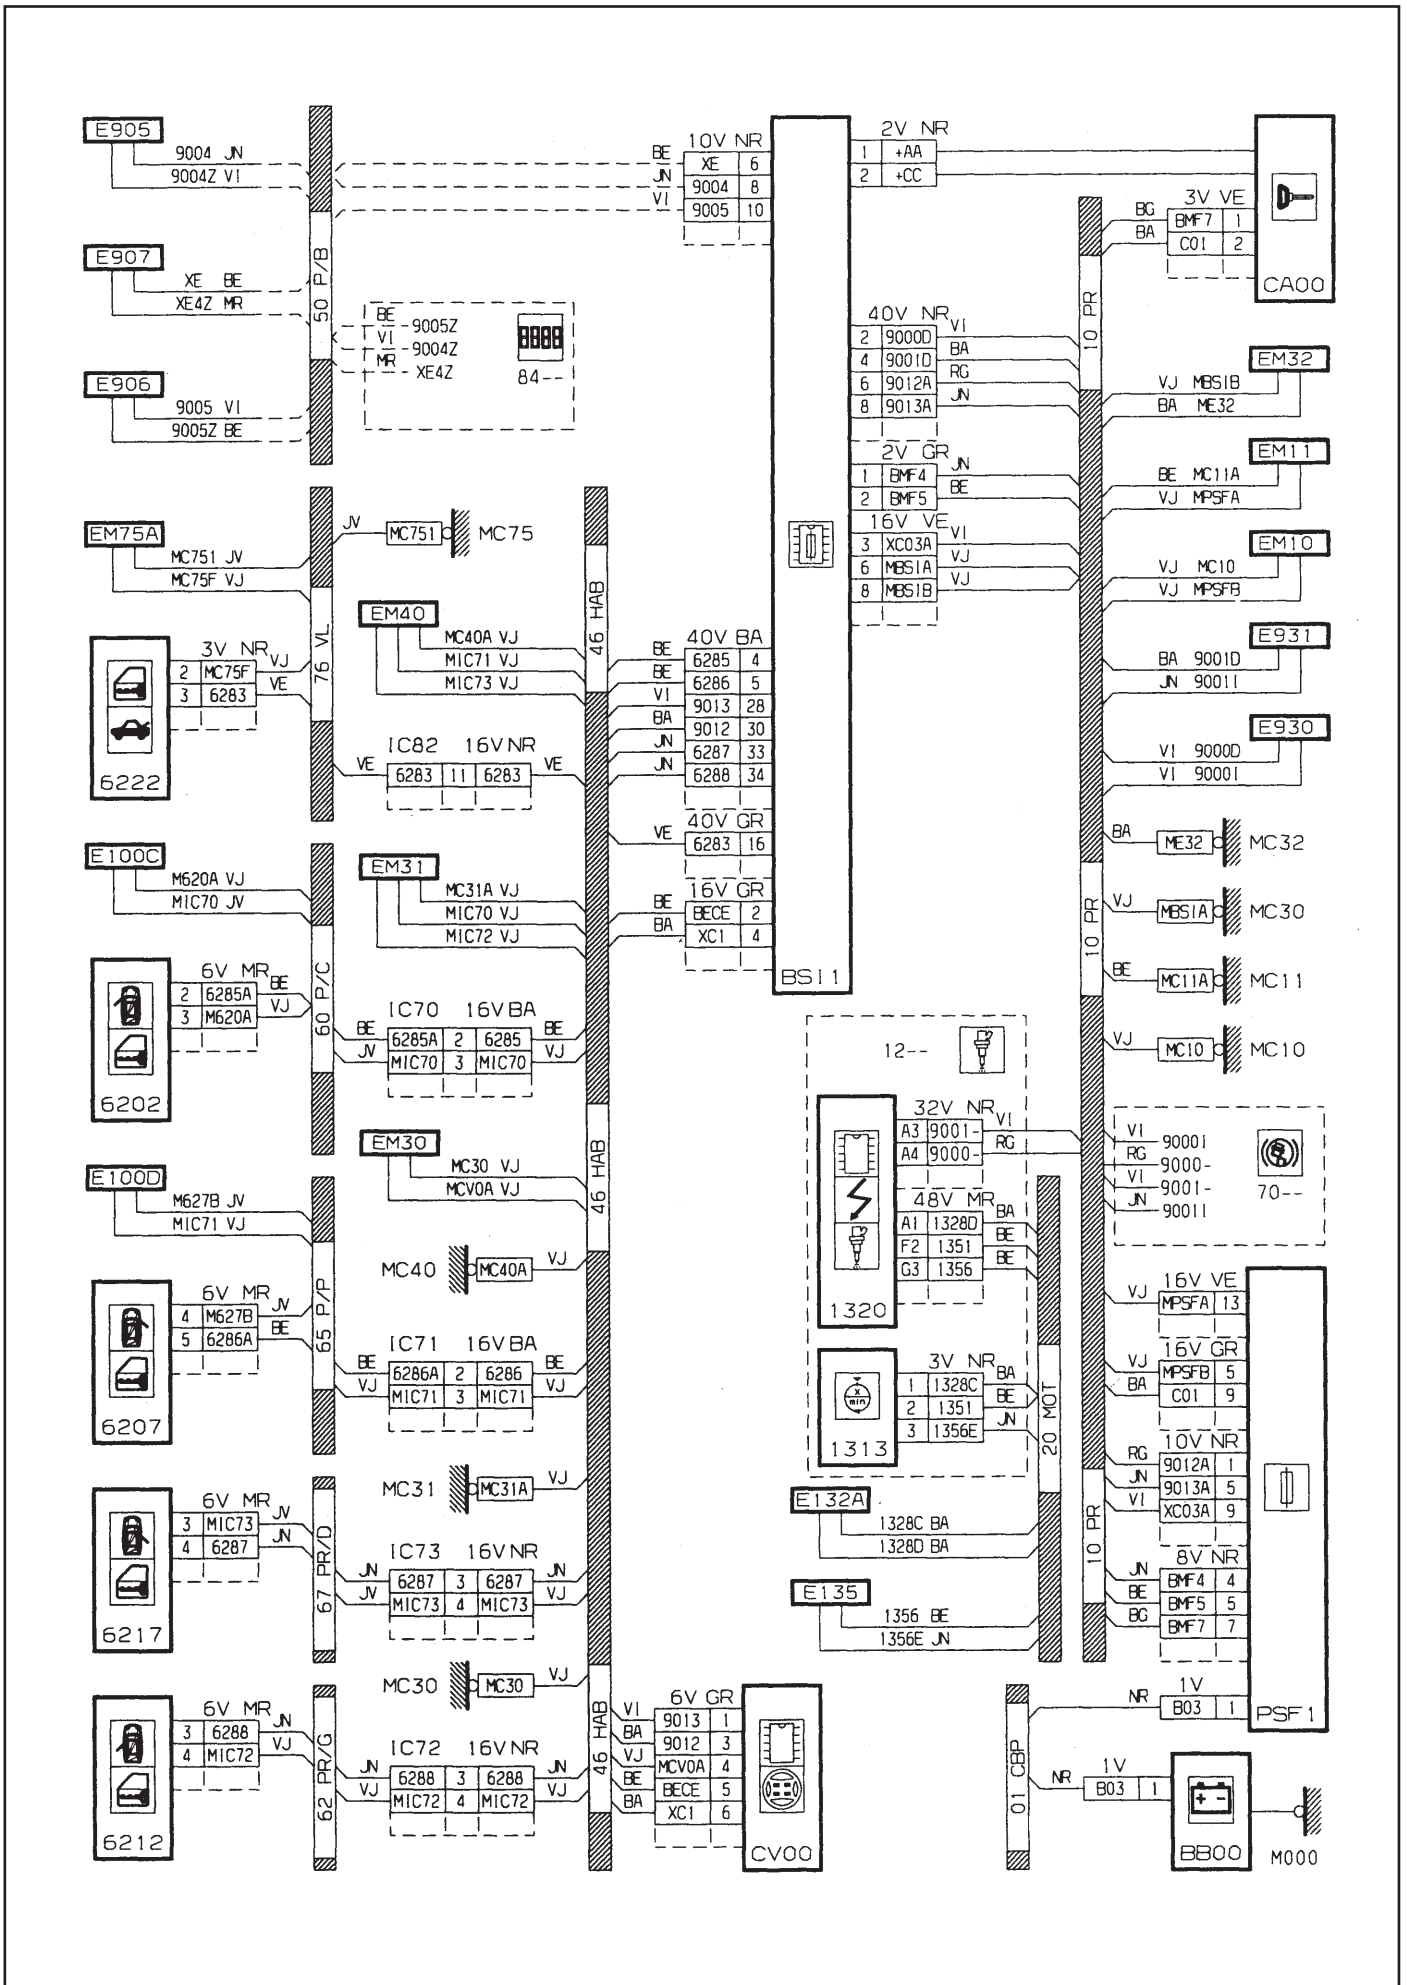 E905
9004 JN
9004Z VI
E907
XE BE
XE4Z MR
E906
9005 VI
9005Z BE
50 P/B
BE 9005Z
VI 9004Z
MR XE4Z
84--
10V NR
BE XE 6
JN 9004 8
VI 9005 10
2V NR
1 +AA
2 +CC
3V VE
BG BMF7 1
BA C01 2
CA00
10 PR
40V NR
2 9000D VI
4 9001D BA
6 9012A RG
8 9013A JN
2V GR
1 BMF4 JN
2 BMF5 BE
16V VE
3 XC03A VI
6 MBSIA VJ
8 MBSIB VJ
EM32
VJ MBSIB
BA ME32
EM11
BE MC11A
VJ MPSFA
EM10
VJ MC10
VJ MPSFB
E931
BA 9001D
JN 9001I
E930
VI 9000D
VI 9000I
EM75A
MC751 JV
MC75F VJ
JV MC751 MC75
6222
3V NR
2 MC75F VJ
3 6283 VE
76 VL
EM40
MC40A VJ
MIC71 VJ
MIC73 VJ
46 HAB
IC82 16V NR
VE 6283 11 6283 VE
40V BA
BE 6285 4
BE 6286 5
VI 9013 28
BA 9012 30
JN 6287 33
JN 6288 34
40V GR
VE 6283 16
16V GR
BE BECE 2
BA XC1 4
BSI1
E100C
M620A VJ
MIC70 JV
EM31
MC31A VJ
MIC70 VJ
MIC72 VJ
6202
6V MR
2 6285A BE
3 M620A VJ
60 P/C
IC70 16V BA
BE 6285A 2 6285 BE
JV MIC70 3 MIC70 VJ
EM30
MC30 VJ
MCV0A VJ
46 HAB
E100D
M627B JV
MIC71 VJ
MC40 MC40A VJ
6207
6V MR
4 M627B JV
5 6286A BE
65 P/P
IC71 16V BA
BE 6286A 2 6286 BE
VJ MIC71 3 MIC71 VJ
MC31 MC31A VJ
6217
6V MR
3 MIC73 JV
4 6287 JN
67 PR/D
IC73 16V NR
JN 6287 3 6287 JN
JV MIC73 4 MIC73 VJ
MC30 MC30 VJ
6212
6V MR
3 6288 JN
4 MIC72 VJ
62 PR/G
IC72 16V NR
JN 6288 3 6288 JN
VJ MIC72 4 MIC72 VJ
46 HAB
6V GR
VI 9013 1
BA 9012 3
VJ MCV0A 4
BE BECE 5
BA XC1 6
CV00
12--
32V NR
A3 9001- VI
A4 9000- RG
48V MR
A1 1328D BA
F2 1351 BE
G3 1356 BE
1320
3V NR
1 1328C BA
2 1351 BE
3 1356E JN
x
min
1313
20 MOT
E132A
1328C BA
1328D BA
E135
1356 BE
1356E JN
BA ME32 MC32
10 PR
VJ MBSIA MC30
BE MC11A MC11
VJ MC10 MC10
VI 9000I
RG 9000-
VI 9001-
JN 9001I
70--
16V VE
VJ MPSFA 13
16V GR
VJ MPSFB 5
BA C01 9
10V NR
RG 9012A 1
JN 9013A 5
VI XC03A 9
10 PR
8V NR
JN BMF4 4
BE BMF5 5
BG BMF7 7
1V
NR B03 1
PSF1
01 CBP
1V
NR B03 1
+ -
BB00
M000